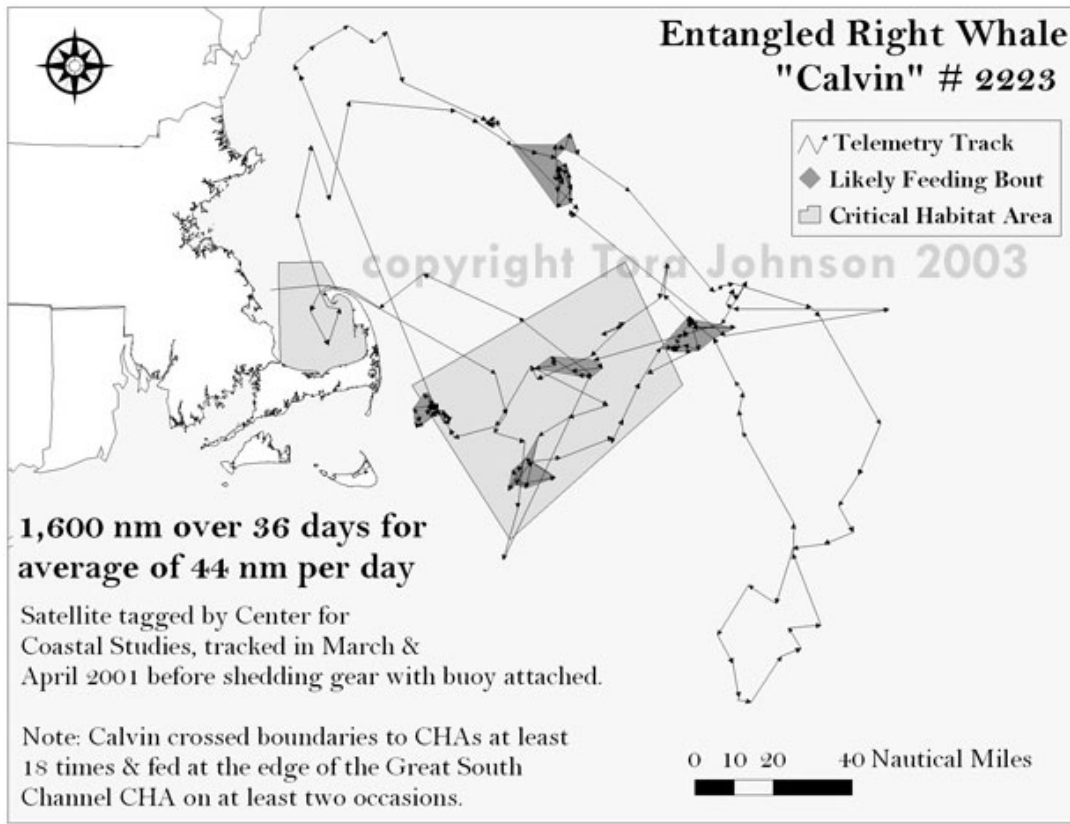 Entangled Right Whale
"Calvin" # 2223
Telemetry Track
Likely Feeding Bout
Critical Habitat Area
copyright Tora Johnson 2003
1,600 nm over 36 days for
average of 44 nm per day
Satellite tagged by Center for
Coastal Studies, tracked in March &
April 2001 before shedding gear with buoy attached.
Note: Calvin crossed boundaries to CHAs at least
18 times & fed at the edge of the Great South
Channel CHA on at least two occasions.
0 10 20 40 Nautical Miles